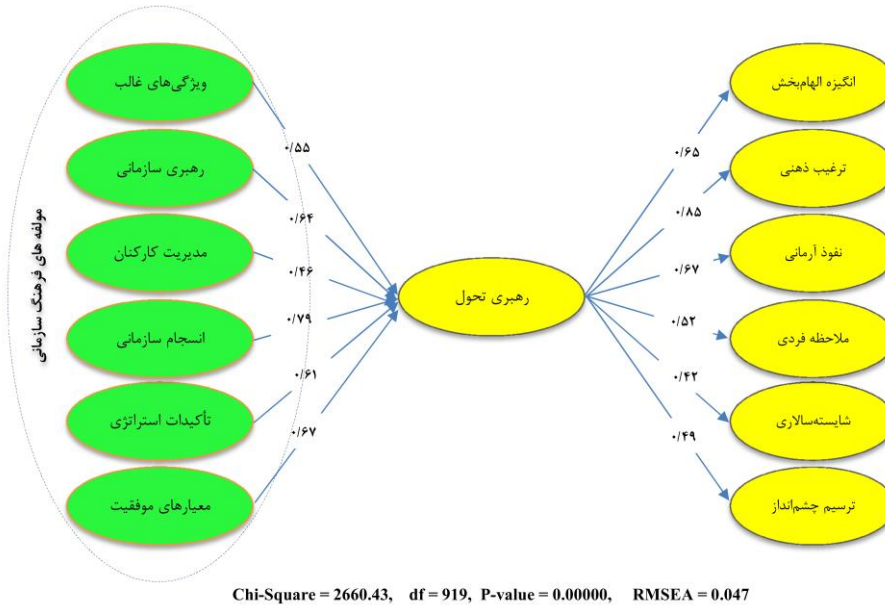 مولفه های فرهنگ سازمانی
ویژگی‌های غالب
رهبری سازمانی
مدیریت کارکنان
انسجام سازمانی
تأکیدات استراتژی
معیارهای موفقیت
۰/۵۵
۰/۶۴
۰/۴۶
۰/۷۹
۰/۶۱
۰/۶۷
رهبری تحول
۰/۶۵
۰/۸۵
۰/۶۷
۰/۵۲
۰/۴۲
۰/۴۹
انگیزه الهام‌بخش
ترغیب ذهنی
نفوذ آرمانی
ملاحظه فردی
شایسته‌سالاری
ترسیم چشم‌انداز
Chi-Square = 2660.43, df = 919, P-value = 0.00000, RMSEA = 0.047